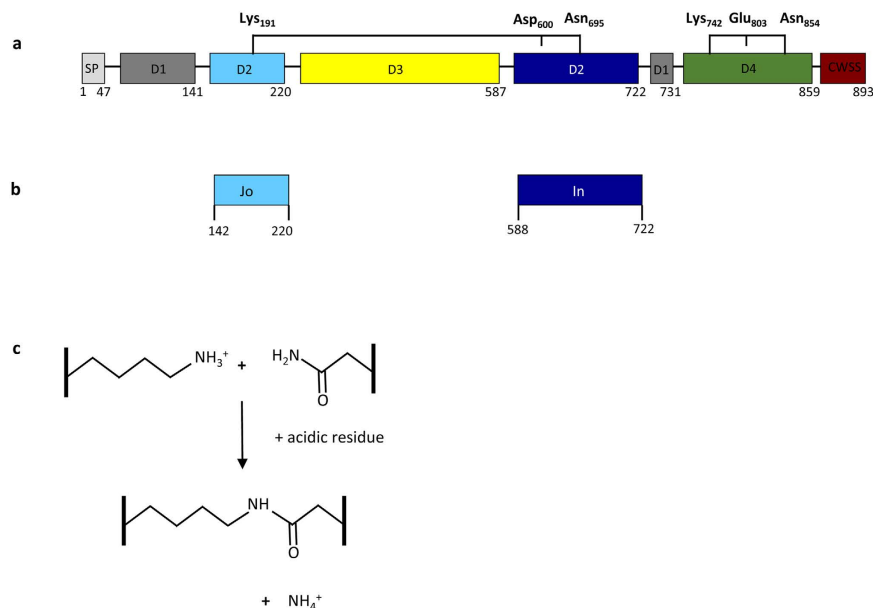 a
Lys191 Asp600 Asn695 Lys742 Glu803 Asn854
SP D1 D2 D3 D2 D1 D4 CWSS
1 47 141 220 587 722 731 859 893
b
Jo In
142 220 588 722
c
NH3+ + H2N
O
+ acidic residue
NH
O
+ NH4+